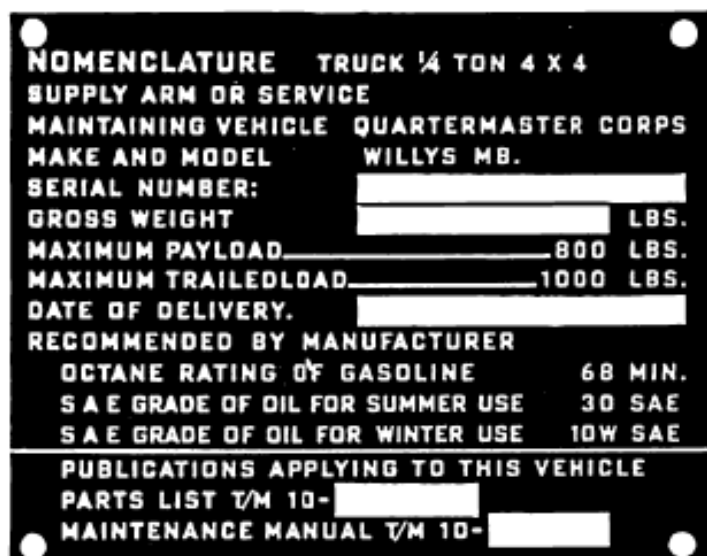 NOMENCLATURE TRUCK ¼ TON 4 X 4
SUPPLY ARM OR SERVICE
MAINTAINING VEHICLE QUARTERMASTER CORPS
MAKE AND MODEL WILLYS MB.
SERIAL NUMBER:
GROSS WEIGHT LBS.
MAXIMUM PAYLOAD 800 LBS.
MAXIMUM TRAILEDLOAD 1000 LBS.
DATE OF DELIVERY.
RECOMMENDED BY MANUFACTURER
OCTANE RATING OF GASOLINE 68 MIN.
S A E GRADE OF OIL FOR SUMMER USE 30 SAE
S A E GRADE OF OIL FOR WINTER USE 10W SAE
PUBLICATIONS APPLYING TO THIS VEHICLE
PARTS LIST T/M 10-
MAINTENANCE MANUAL T/M 10-